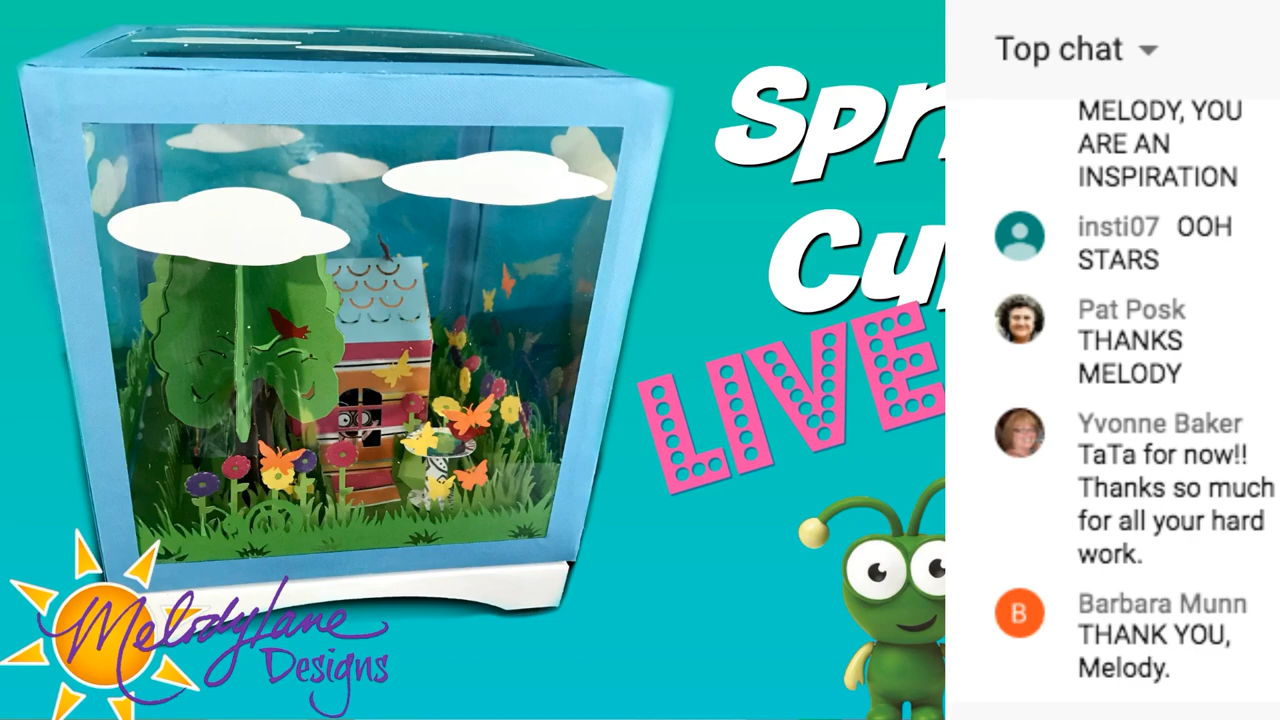 Spri
Cu
LIVE
MelodyLane
Designs
Top chat
MELODY, YOU
ARE AN
INSPIRATION
insti07 OOH
STARS
Pat Posk
THANKS
MELODY
Yvonne Baker
TaTa for now!!
Thanks so much
for all your hard
work.
B
Barbara Munn
THANK YOU,
Melody.